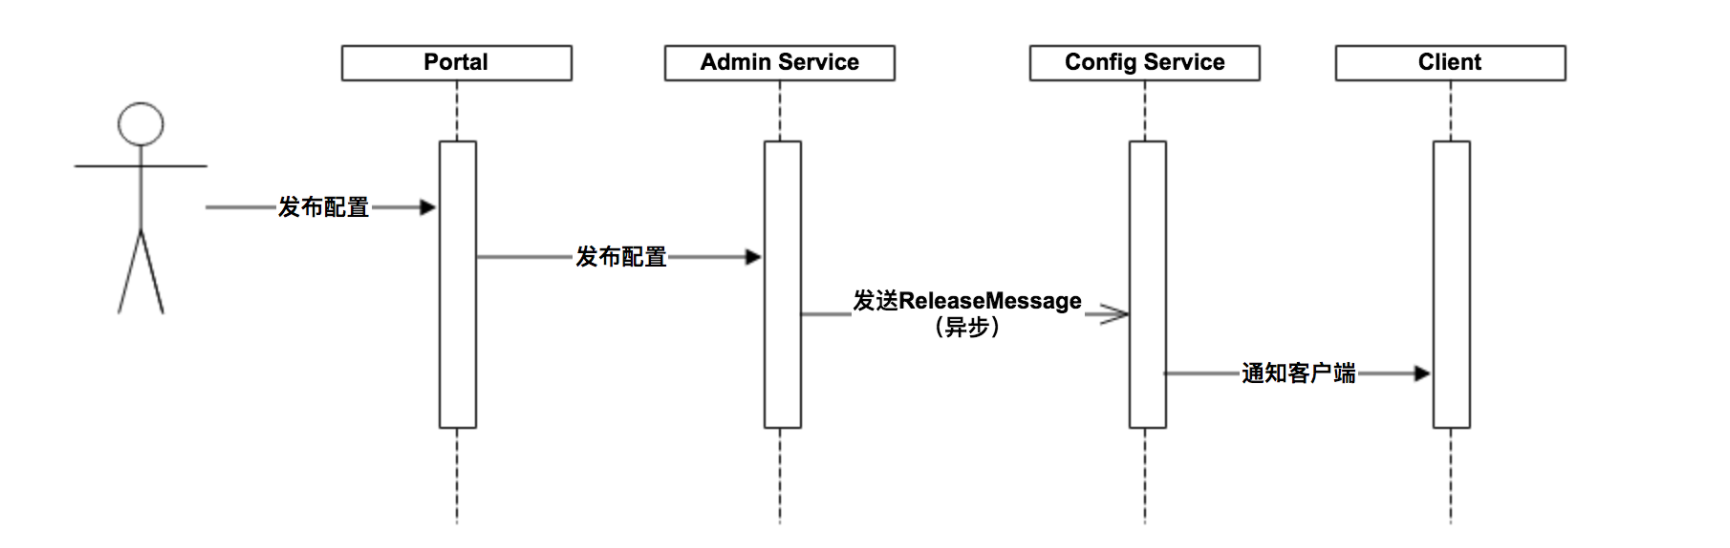 Portal
Admin Service
Config Service
Client
发布配置
发布配置
发送ReleaseMessage
（异步）
通知客户端